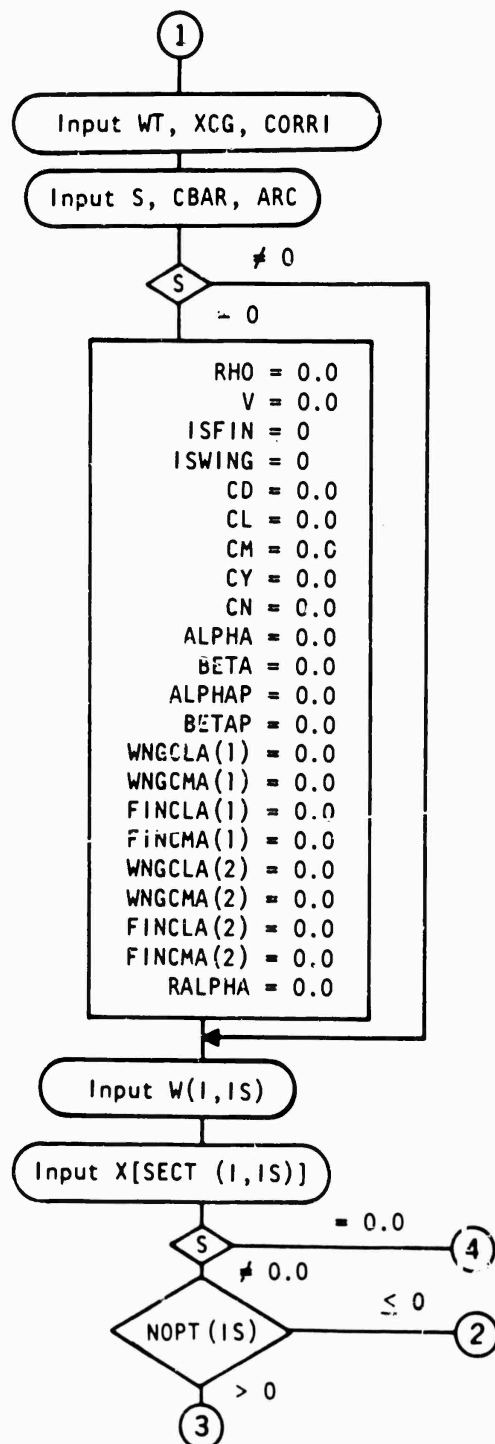 1
Input WT, XCG, CORRI
Input S, CBAR, ARC
≠ 0
S
= 0
RHO = 0.0
V = 0.0
ISFIN = 0
ISWING = 0
CD = 0.0
CL = 0.0
CM = 0.0
CY = 0.0
CN = 0.0
ALPHA = 0.0
BETA = 0.0
ALPHAP = 0.0
BETAP = 0.0
WNGCLA(1) = 0.0
WNGCMA(1) = 0.0
FINCLA(1) = 0.0
FINCMA(1) = 0.0
WNGCLA(2) = 0.0
WNGCMA(2) = 0.0
FINCLA(2) = 0.0
FINCMA(2) = 0.0
RALPHA = 0.0
Input W(I,IS)
Input X[SECT (I,IS)]
= 0.0
S
4
≠ 0.0
≤ 0
NOPT(IS)
2
> 0
3